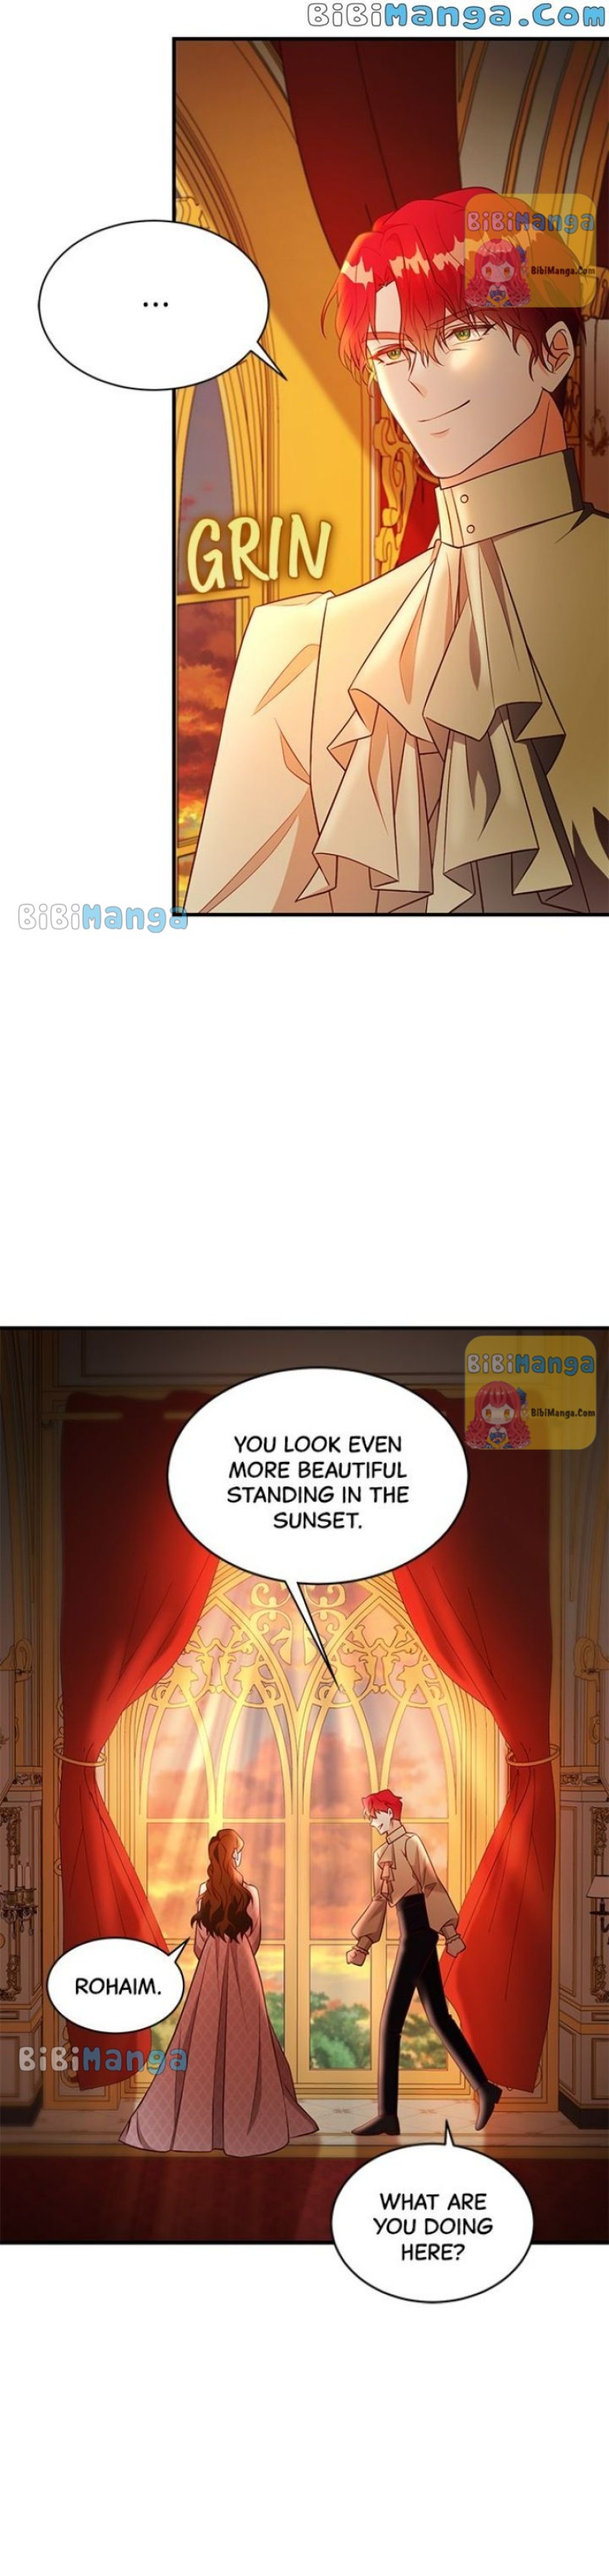 BiBiManga.Com
BiBiManga
BibiManga.Com
...
GRIN
BiBiManga
BiBiManga
BibiManga.Com
YOU LOOK EVEN
MORE BEAUTIFUL
STANDING IN THE
SUNSET.
ROHAIM.
BiBiManga
WHAT ARE
YOU DOING
HERE?